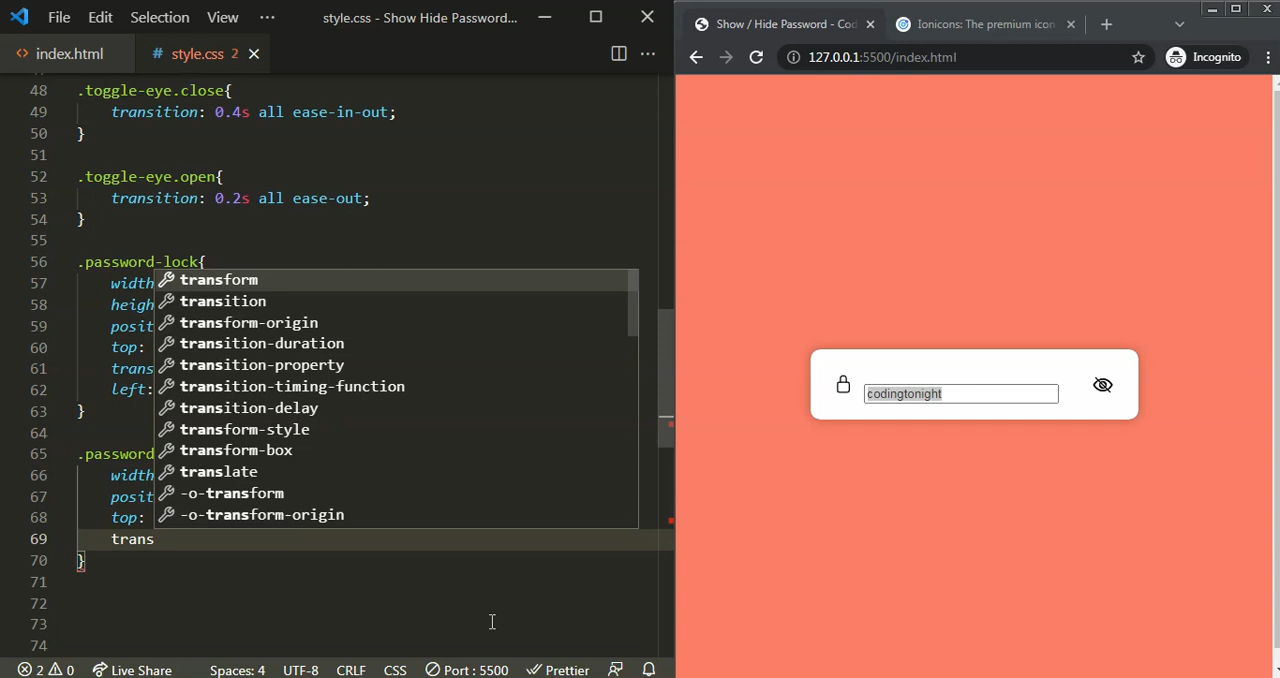 File Edit Selection View ··· style.css - Show Hide Password...
index.html # style.css 2
48 .toggle-eye.close{
49 transition: 0.4s all ease-in-out;
50 }
51
52 .toggle-eye.open{
53 transition: 0.2s all ease-out;
54 }
55
56 .password-lock{
57 width
58 heigh
59 posit
60 top:
61 trans
62 left:
63 }
64
65 .password
66 width
67 posit
68 top:
69 trans
70 }
71
72
73
74
transform
transition
transform-origin
transition-duration
transition-property
transition-timing-function
transition-delay
transform-style
transform-box
translate
-o-transform
-o-transform-origin
2 0 Live Share Spaces: 4 UTF-8 CRLF CSS Port : 5500 Prettier
Show / Hide Password - Cod
Ionicons: The premium icon
127.0.0.1:5500/index.html
Incognito
codingtonight